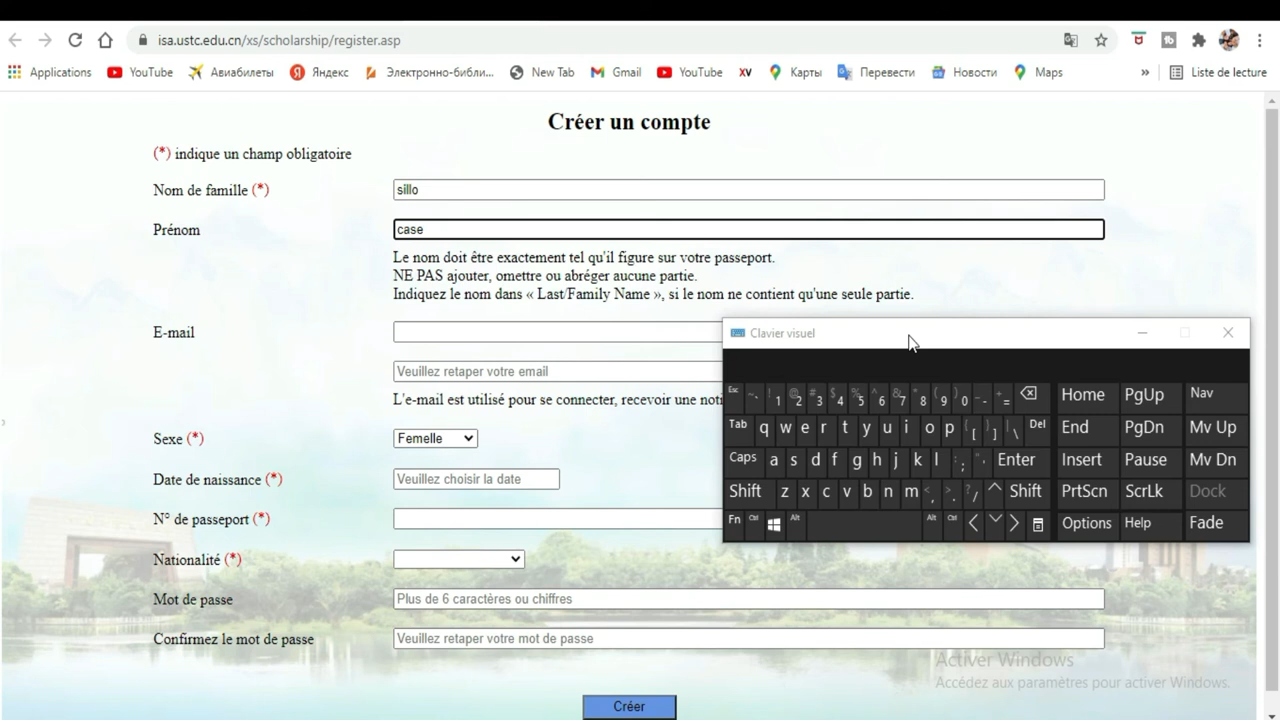 isa.ustc.edu.cn/xs/scholarship/register.asp
Applications YouTube Авиабилеты Яндекс Электронно-библи... New Tab Gmail YouTube XV Карты Перевести Новости Maps » Liste de lecture
Créer un compte
(*) indique un champ obligatoire
Nom de famille (*) sillo
Prénom case
Le nom doit être exactement tel qu'il figure sur votre passeport.
NE PAS ajouter, omettre ou abréger aucune partie.
Indiquez le nom dans « Last/Family Name », si le nom ne contient qu'une seule partie.
E-mail
Veuillez retaper votre email
L'e-mail est utilisé pour se connecter, recevoir une noti
Sexe (*) Femelle
Date de naissance (*) Veuillez choisir la date
N° de passeport (*)
Nationalité (*)
Mot de passe Plus de 6 caractères ou chiffres
Confirmez le mot de passe Veuillez retaper votre mot de passe
Créer
Clavier visuel
Esc ~ ` ! 1 @ 2 # 3 $ 4 % 5 ^ 6 & 7 * 8 ( 9 ) 0 _ - + = Home PgUp Nav
Tab q w e r t y u i o p { [ } ] | \ Del End PgDn Mv Up
Caps a s d f g h j k l : ; " ' Enter Insert Pause Mv Dn
Shift z x c v b n m < , > . ? / Shift PrtScn ScrLk Dock
Fn Ctrl Alt Alt Ctrl Options Help Fade
Activer Windows
Accédez aux paramètres pour activer Windows.